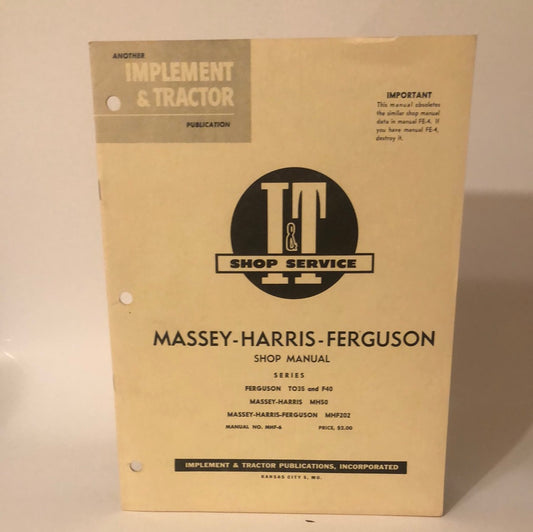 ANOTHER
IMPLEMENT
& TRACTOR
PUBLICATION
IMPORTANT
This manual obsoletes
the similar shop manual
data in manual FE-4. If
you have manual FE-4,
destroy it.
I&T
SHOP SERVICE
MASSEY-HARRIS-FERGUSON
SHOP MANUAL
SERIES
FERGUSON TO35 and F40
MASSEY-HARRIS MH50
MASSEY-HARRIS-FERGUSON MHF202
MANUAL NO. MHF-6 PRICE, $2.00
IMPLEMENT & TRACTOR PUBLICATIONS, INCORPORATED
KANSAS CITY 5, MO.